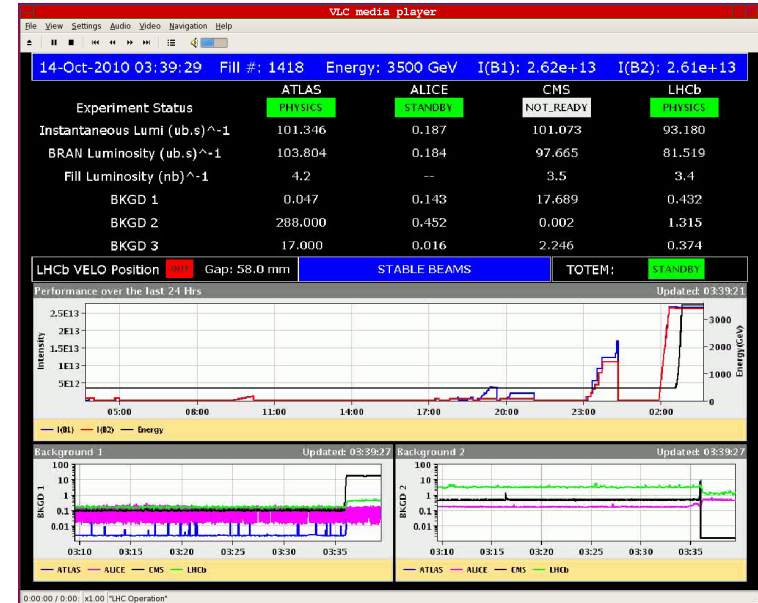 VLC media player
File View Settings Audio Video Navigation Help
14-Oct-2010 03:39:29 Fill #: 1418 Energy: 3500 GeV I(B1): 2.62e+13 I(B2): 2.61e+13
ATLAS ALICE CMS LHCb
Experiment Status PHYSICS STANDBY NOT_READY PHYSICS
Instantaneous Lumi (ub.s)^-1 101.346 0.187 101.073 93.180
BRAN Luminosity (ub.s)^-1 103.804 0.184 97.665 81.519
Fill Luminosity (nb)^-1 4.2 -- 3.5 3.4
BKGD 1 0.047 0.143 17.689 0.432
BKGD 2 288.000 0.452 0.002 1.315
BKGD 3 17.000 0.016 2.246 0.374
LHCb VELO Position OUT Gap: 58.0 mm STABLE BEAMS TOTEM: STANDBY
Performance over the last 24 Hrs Updated: 03:39:21
2.5E13
2E13
1.5E13
1E13
5E12
Intensity
3000
2000
1000
0
Energy (GeV)
05:00 08:00 11:00 14:00 17:00 20:00 23:00 02:00
I(B1) I(B2) Energy
Background 1 Updated: 03:39:27
100
10
1
0.1
0.01
BKGD 1
03:10 03:15 03:20 03:25 03:30 03:35
ATLAS ALICE CMS LHCb
Background 2 Updated: 03:39:27
100
10
1
0.1
0.01
BKGD 2
03:10 03:15 03:20 03:25 03:30 03:35
ATLAS ALICE CMS LHCb
0:00:00 / 0:00: x1.00 "LHC Operation"